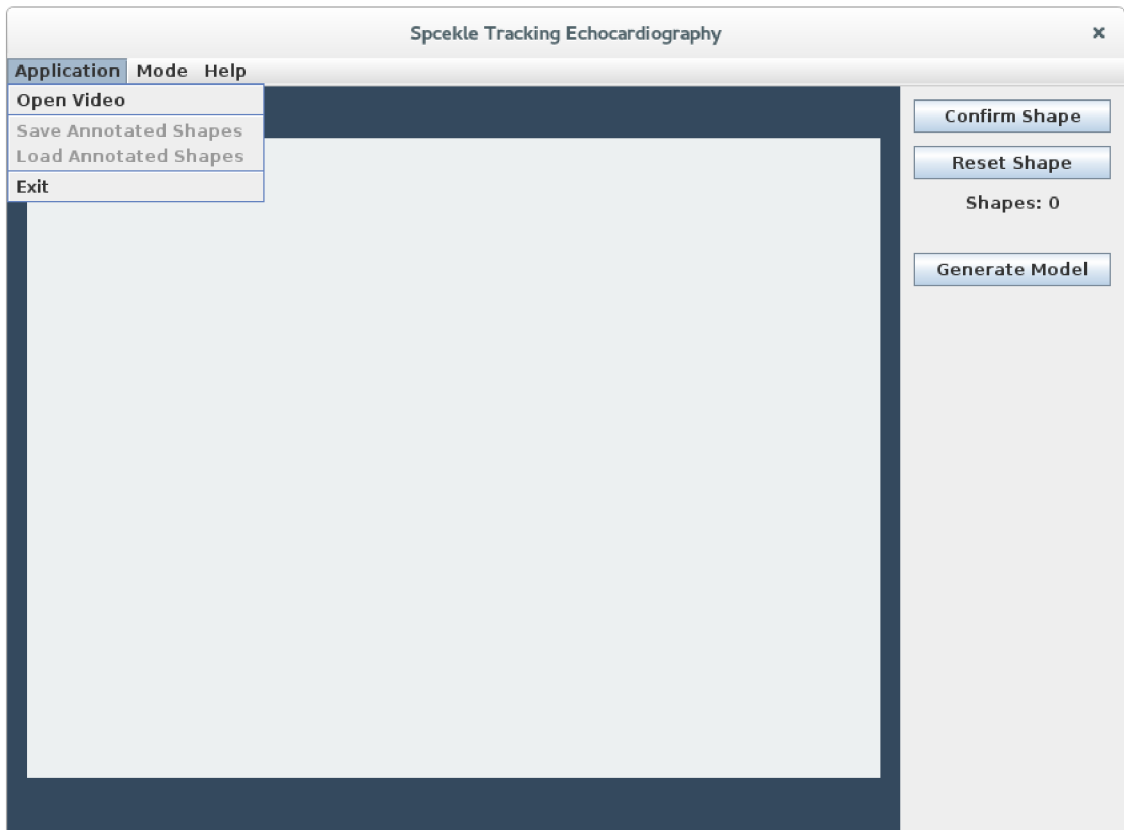 Spcekle Tracking Echocardiography
Application Mode Help
Open Video
Save Annotated Shapes
Load Annotated Shapes
Exit
Confirm Shape
Reset Shape
Shapes: 0
Generate Model